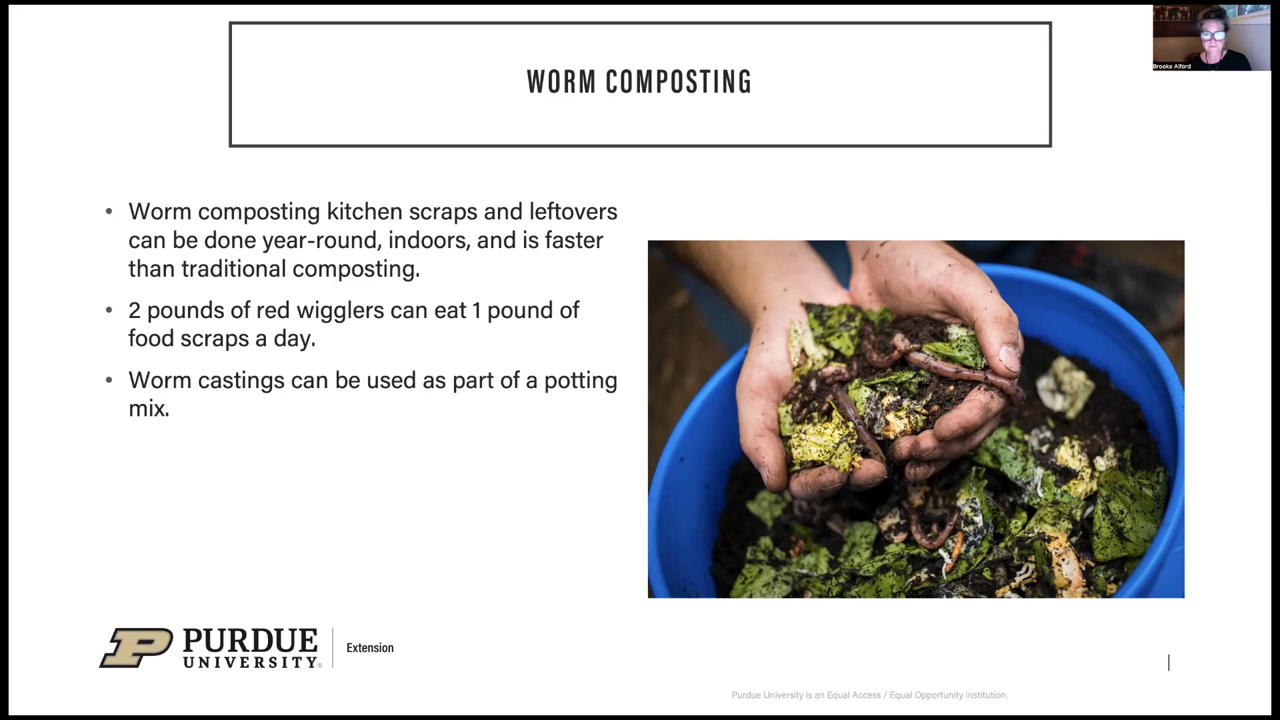 WORM COMPOSTING
Brooke Alford
• Worm composting kitchen scraps and leftovers
can be done year-round, indoors, and is faster
than traditional composting.
• 2 pounds of red wigglers can eat 1 pound of
food scraps a day.
• Worm castings can be used as part of a potting
mix.
P PURDUE
UNIVERSITY®
Extension
Purdue University is an Equal Access / Equal Opportunity institution.